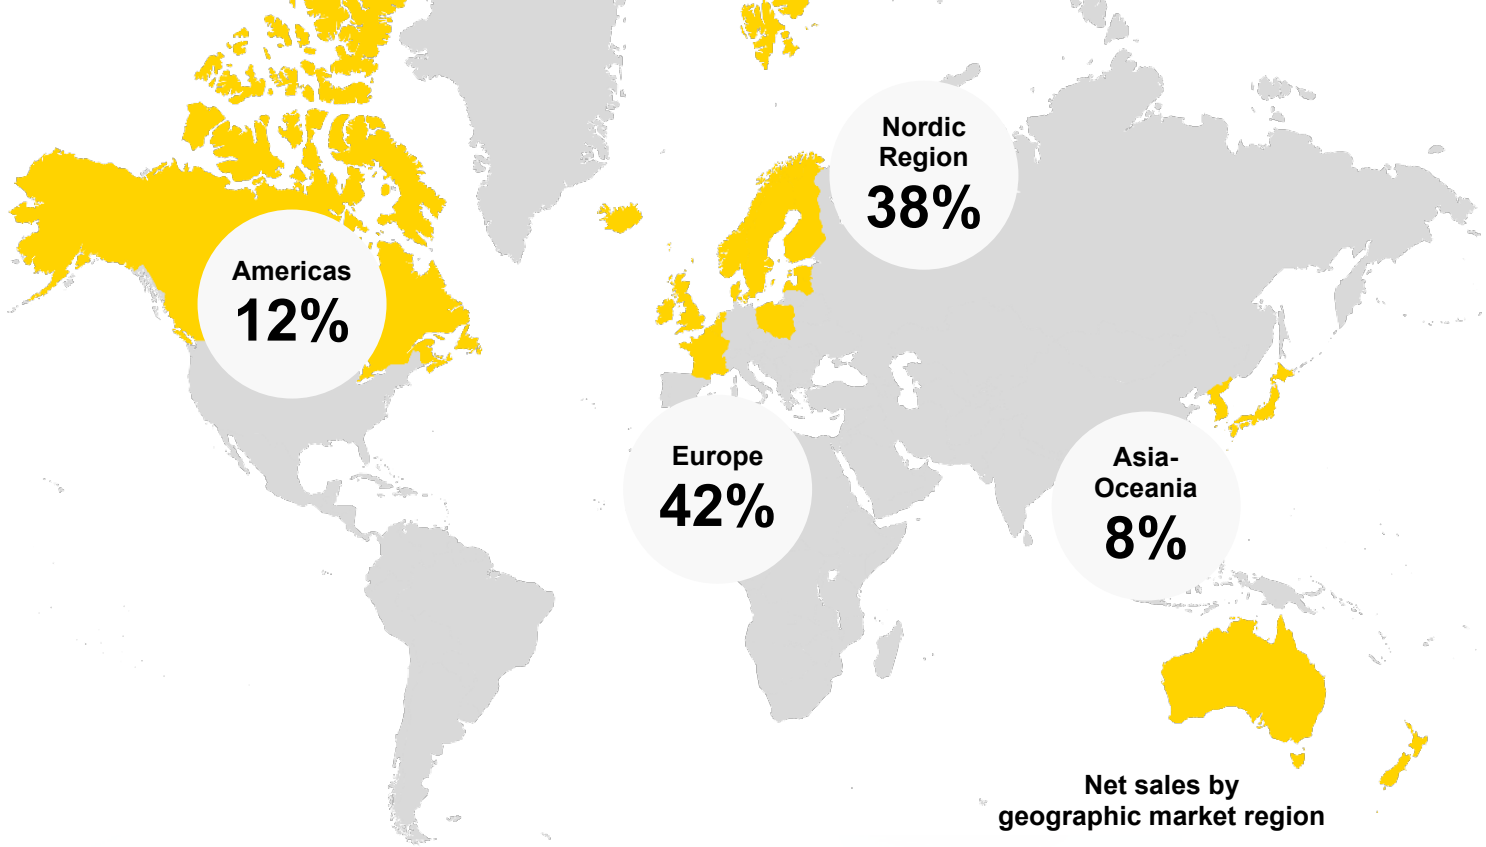 Nordic
Region
38%
Americas
12%
Europe
42%
Asia-
Oceania
8%
Net sales by
geographic market region